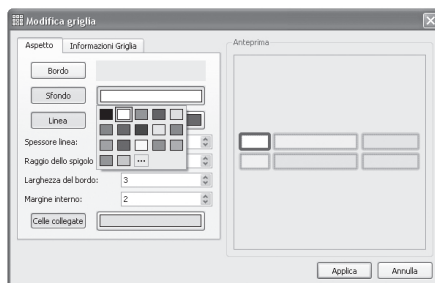 Modifica griglia
Aspetto
Informazioni Griglia
Anteprima
Bordo
Sfondo
Linea
Spessore linea:
Raggio dello spigolo
Larghezza del bordo:
3
Margine interno:
2
Celle collegate
Applica
Annulla